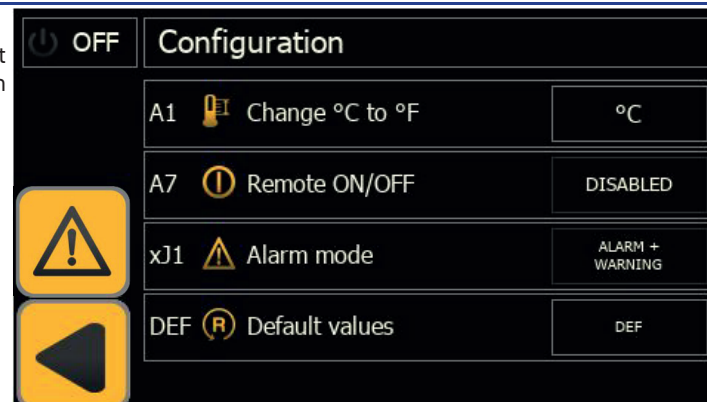 OFF Configuration
A1 Change °C to °F °C
A7 Remote ON/OFF DISABLED
xJ1 Alarm mode ALARM +
WARNING
DEF R Default values DEF